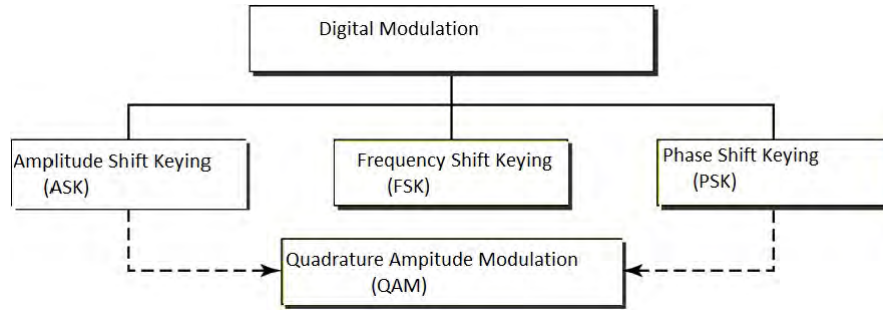 Digital Modulation
Amplitude Shift Keying
(ASK)
Frequency Shift Keying
(FSK)
Phase Shift Keying
(PSK)
Quadrature Ampitude Modulation
(QAM)